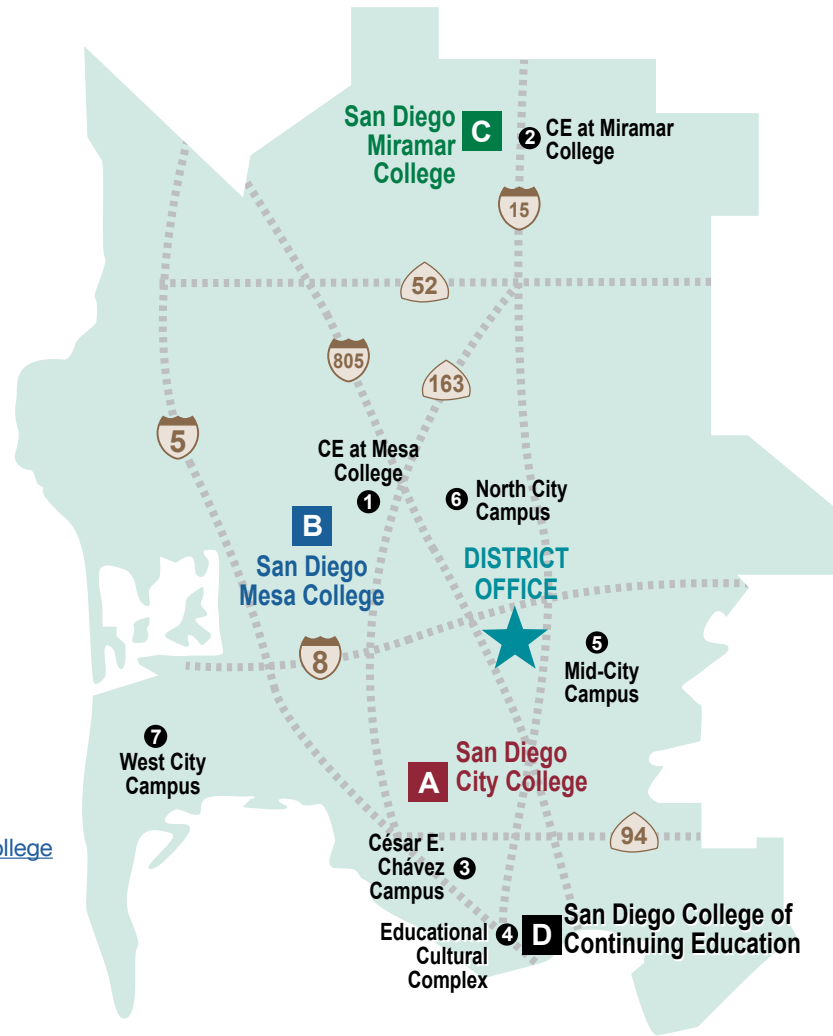 San Diego
Miramar
College
C
2 CE at Miramar
College
15
52
805
163
5
CE at Mesa
College
1
6 North City
Campus
B
San Diego
Mesa College
DISTRICT
OFFICE
8
5
Mid-City
Campus
7
West City
Campus
A
San Diego
City College
94
ollege
César E.
Chávez
Campus
3
Educational
Cultural
Complex
4
D
San Diego College of
Continuing Education